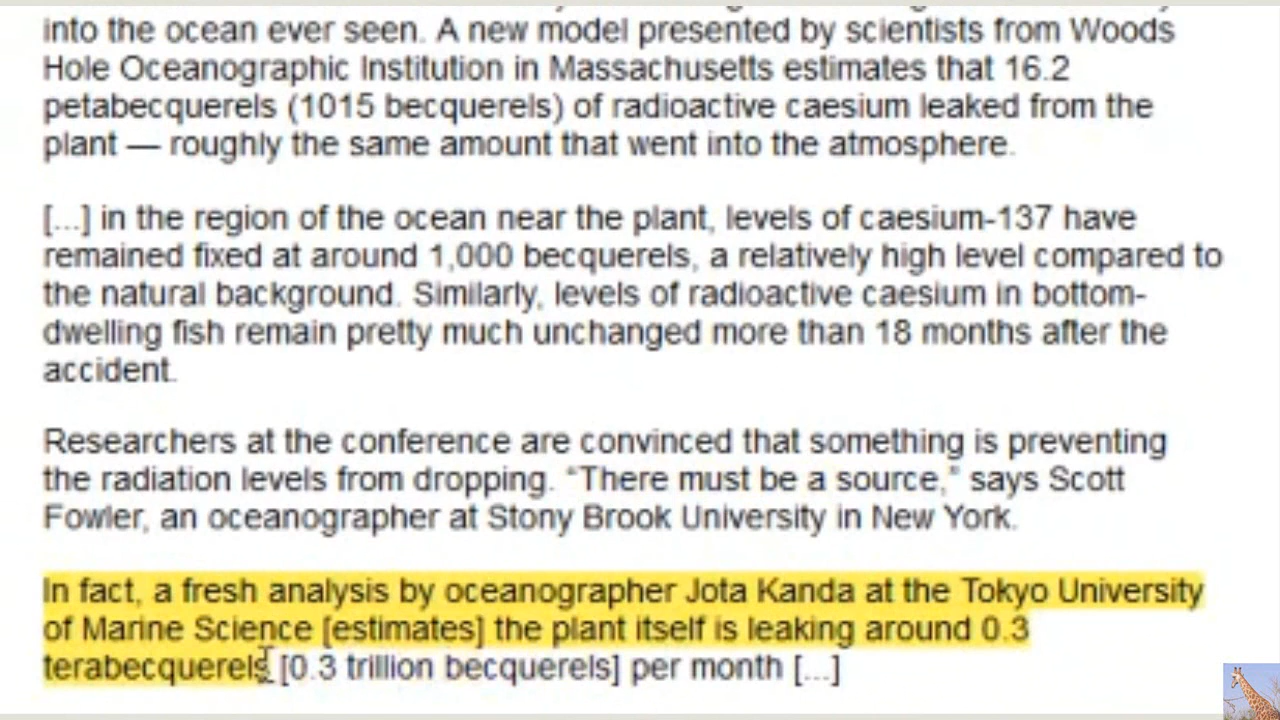 into the ocean ever seen. A new model presented by scientists from Woods
Hole Oceanographic Institution in Massachusetts estimates that 16.2
petabecquerels (1015 becquerels) of radioactive caesium leaked from the
plant — roughly the same amount that went into the atmosphere.
[...] in the region of the ocean near the plant, levels of caesium-137 have
remained fixed at around 1,000 becquerels, a relatively high level compared to
the natural background. Similarly, levels of radioactive caesium in bottom-
dwelling fish remain pretty much unchanged more than 18 months after the
accident.
Researchers at the conference are convinced that something is preventing
the radiation levels from dropping. “There must be a source,” says Scott
Fowler, an oceanographer at Stony Brook University in New York.
In fact, a fresh analysis by oceanographer Jota Kanda at the Tokyo University
of Marine Science [estimates] the plant itself is leaking around 0.3
terabecquerels [0.3 trillion becquerels] per month [...]